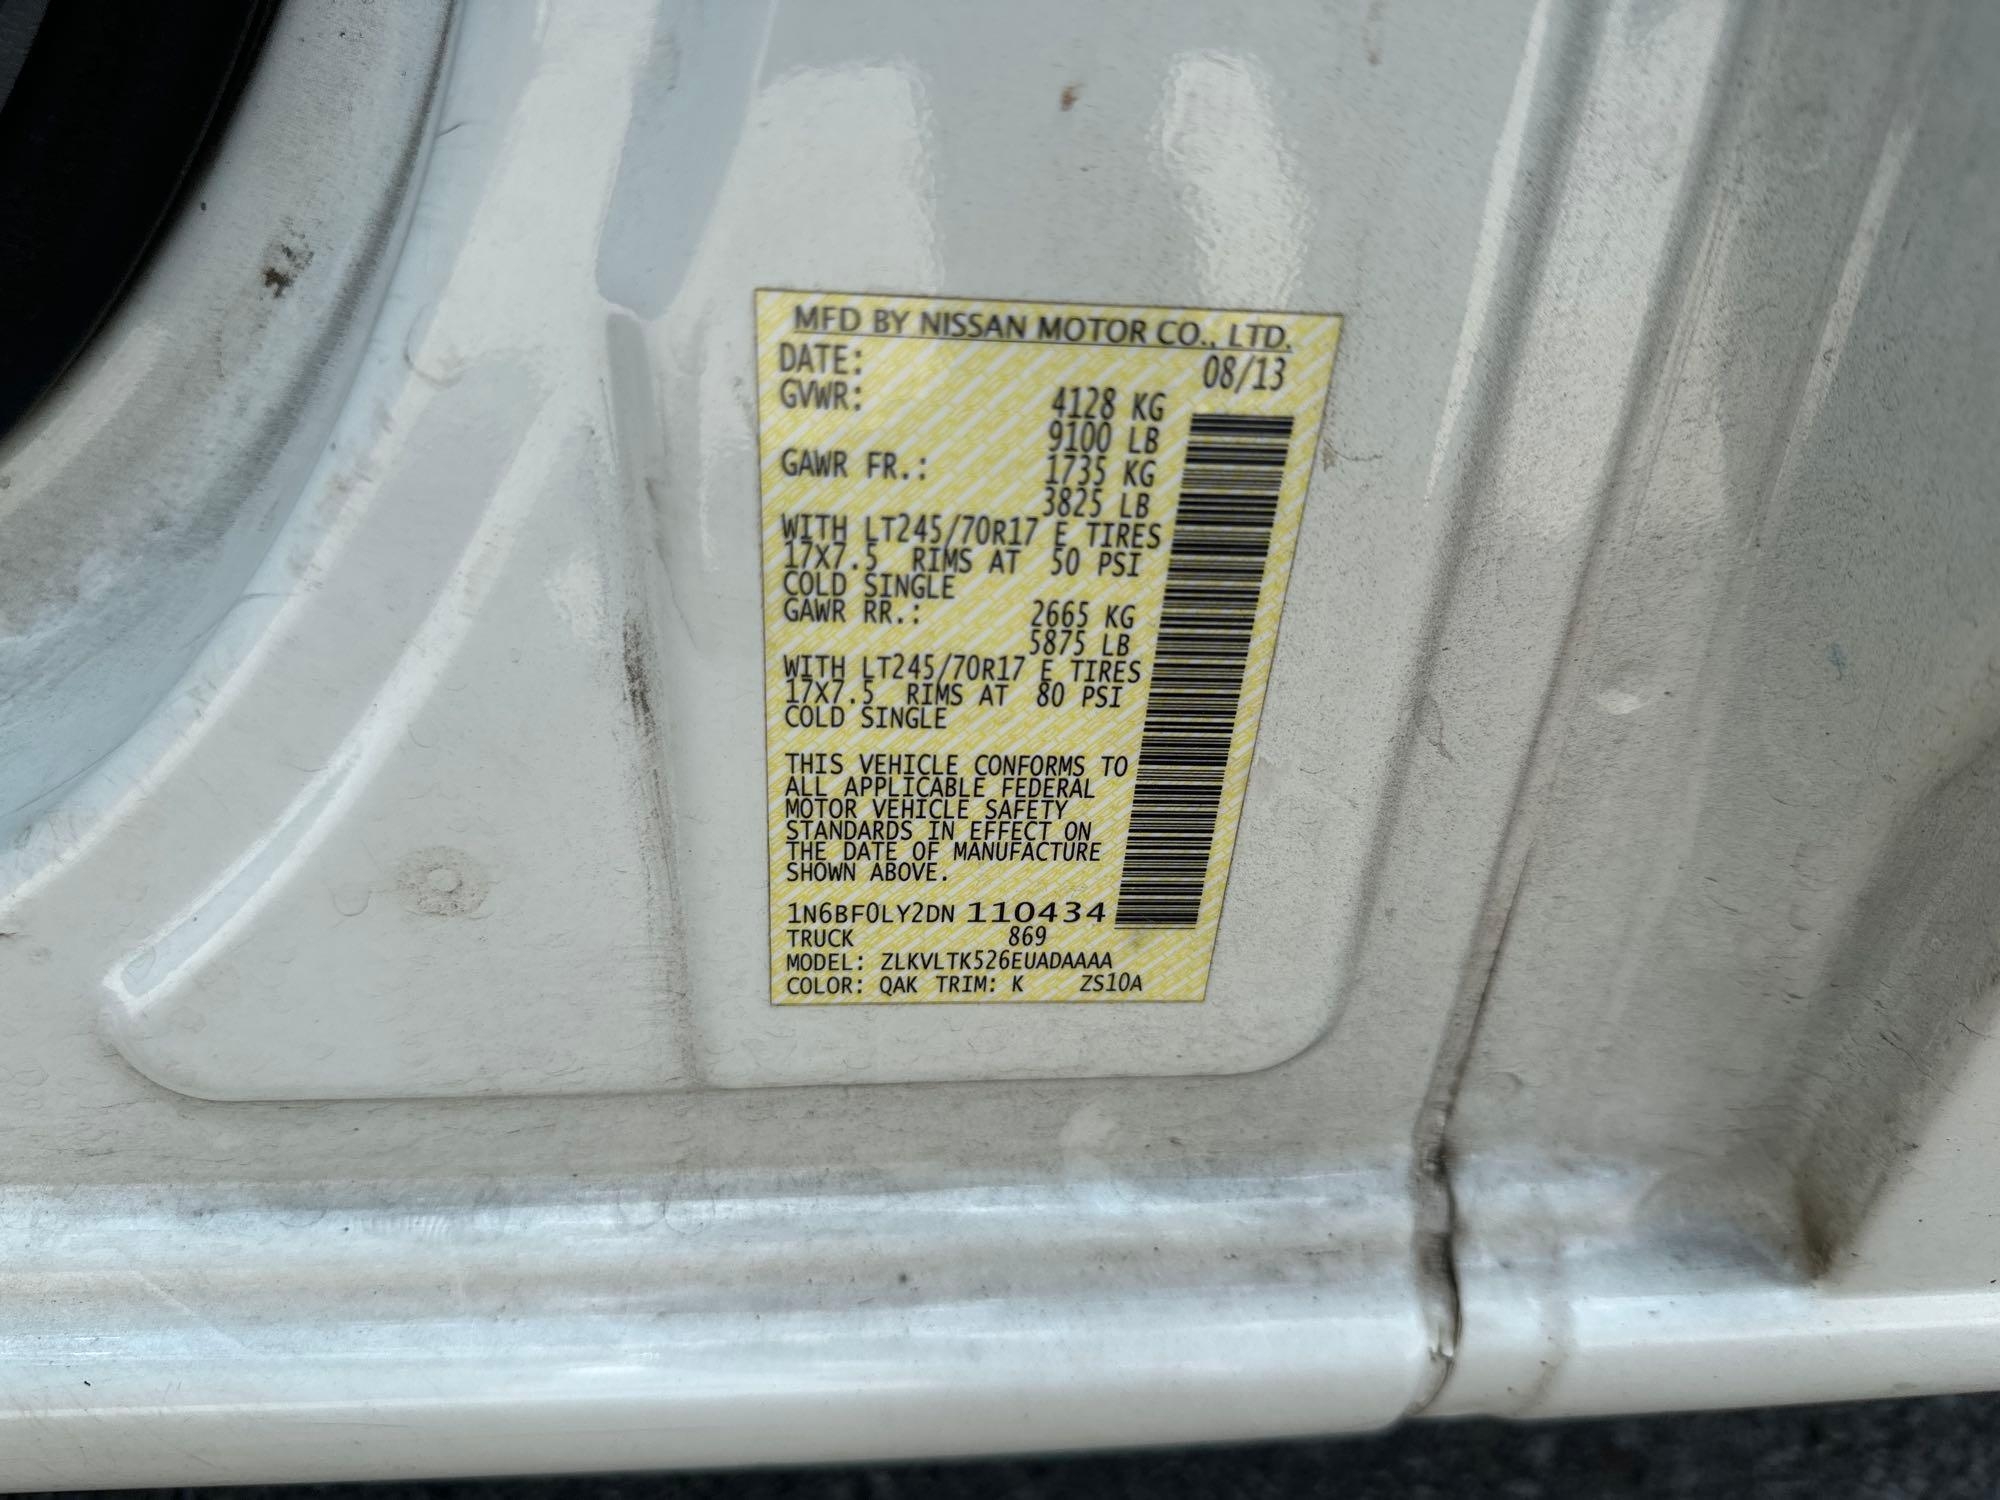 MFD BY NISSAN MOTOR CO., LTD.
DATE: 08/13
GVWR: 4128 KG
9100 LB
GAWR FR.: 1735 KG
3825 LB
WITH LT245/70R17 E TIRES
17X7.5 RIMS AT 50 PSI
COLD SINGLE
GAWR RR.: 2665 KG
5875 LB
WITH LT245/70R17 E TIRES
17X7.5 RIMS AT 80 PSI
COLD SINGLE
THIS VEHICLE CONFORMS TO
ALL APPLICABLE FEDERAL
MOTOR VEHICLE SAFETY
STANDARDS IN EFFECT ON
THE DATE OF MANUFACTURE
SHOWN ABOVE.
1N6BF0LY2DN 110434
TRUCK 869
MODEL: ZLKVLTK526EUADAAAA
COLOR: QAK TRIM: K ZS10A